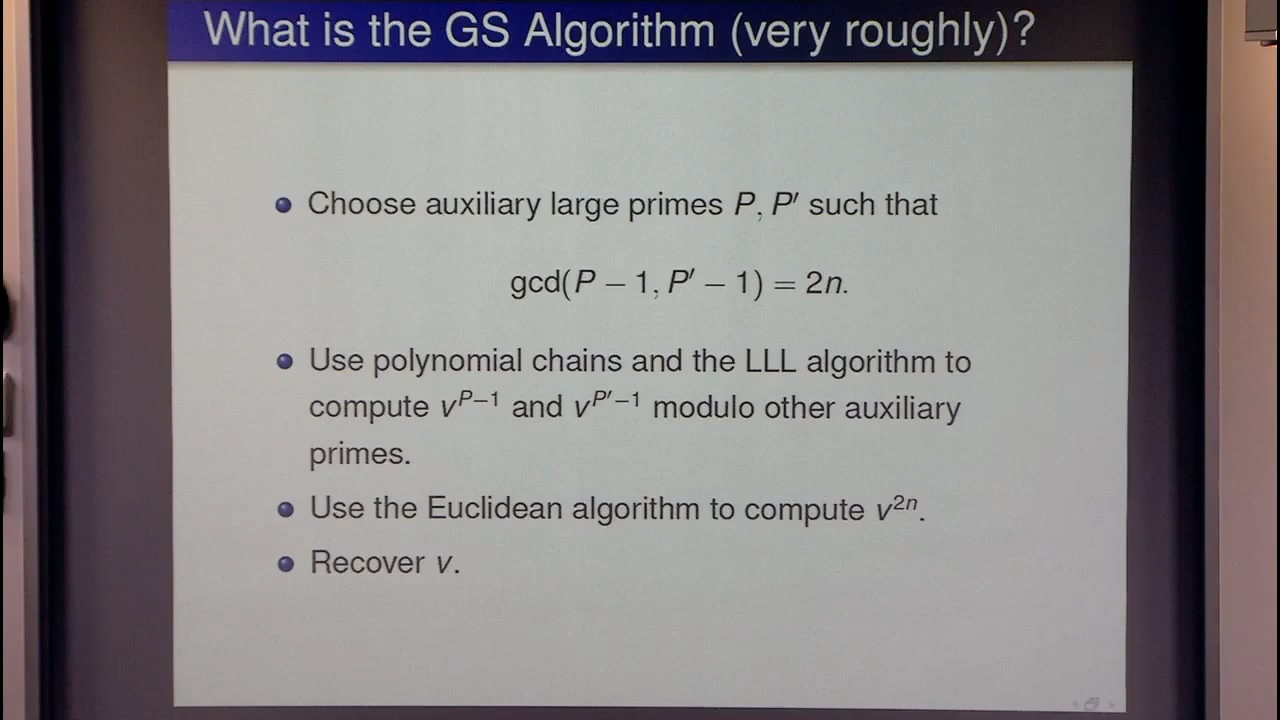 What is the GS Algorithm (very roughly)?
Choose auxiliary large primes P, P′ such that
gcd(P − 1, P′ − 1) = 2n.
Use polynomial chains and the LLL algorithm to
compute v^{P−1} and v^{P′−1} modulo other auxiliary
primes.
Use the Euclidean algorithm to compute v^{2n}.
Recover v.